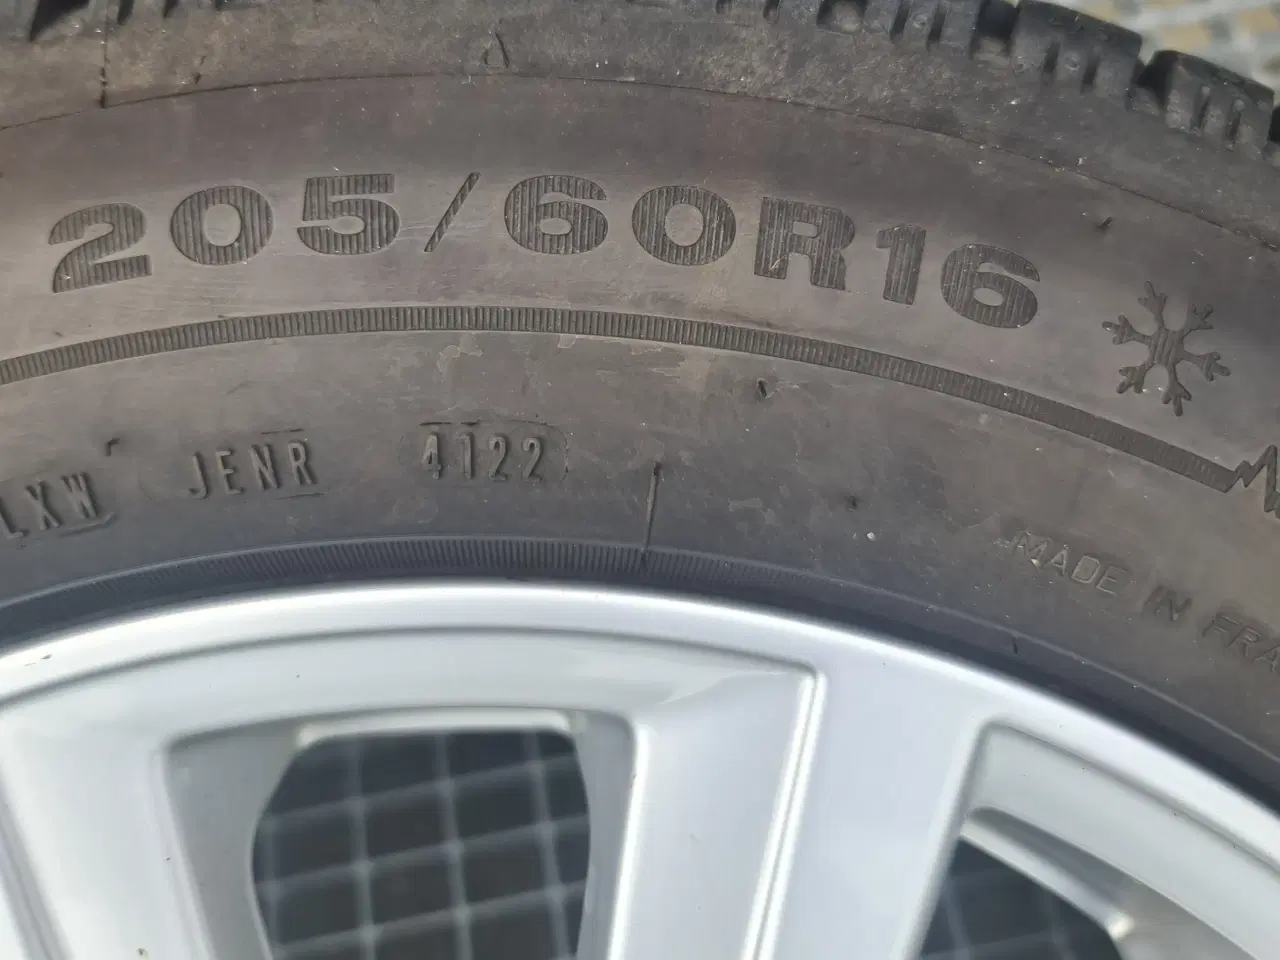 205/60R16
LXW JENR 4122
MADE IN FRA